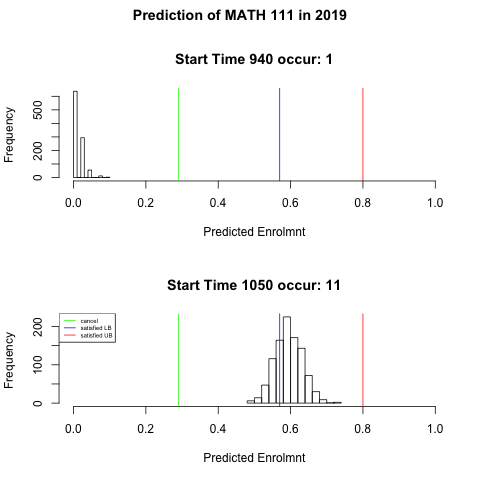 Prediction of MATH 111 in 2019
Start Time 940 occur: 1
Frequency
0 200 500
0.0 0.2 0.4 0.6 0.8 1.0
Predicted Enrolmnt
Start Time 1050 occur: 11
cancel
satisfied LB
satisfied UB
Frequency
0 100 200
0.0 0.2 0.4 0.6 0.8 1.0
Predicted Enrolmnt